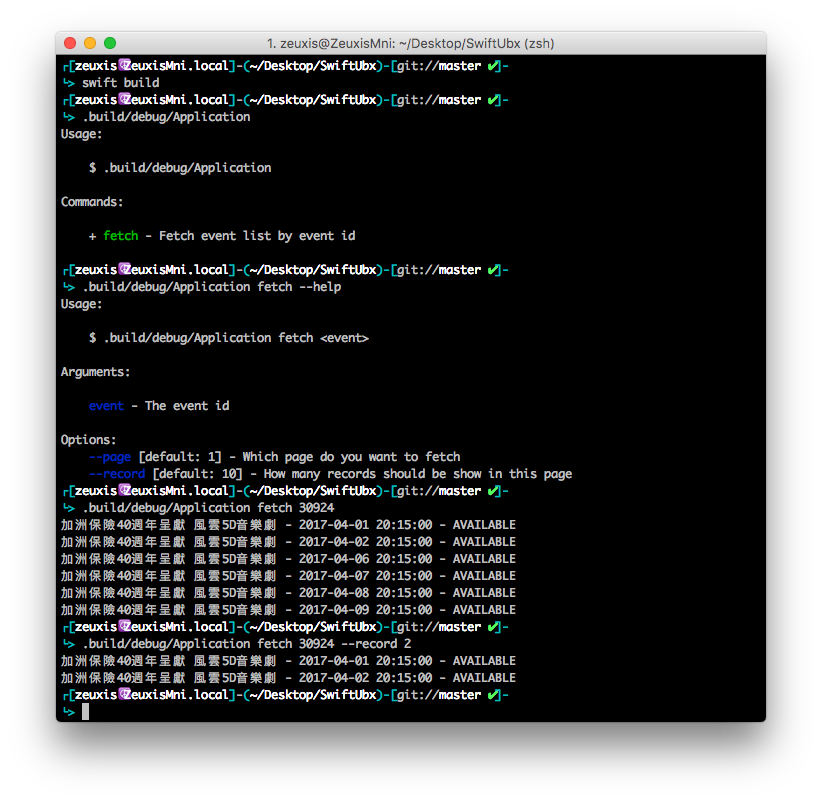 1. zeuxis@ZeuxisMni: ~/Desktop/SwiftUbx (zsh)
┌[zeuxis☯ZeuxisMni.local]-(~/Desktop/SwiftUbx)-[git://master ✔]-
└> swift build
┌[zeuxis☯ZeuxisMni.local]-(~/Desktop/SwiftUbx)-[git://master ✔]-
└> .build/debug/Application
Usage:
$ .build/debug/Application
Commands:
+ fetch - Fetch event list by event id
┌[zeuxis☯ZeuxisMni.local]-(~/Desktop/SwiftUbx)-[git://master ✔]-
└> .build/debug/Application fetch --help
Usage:
$ .build/debug/Application fetch <event>
Arguments:
event - The event id
Options:
--page [default: 1] - Which page do you want to fetch
--record [default: 10] - How many records should be show in this page
┌[zeuxis☯ZeuxisMni.local]-(~/Desktop/SwiftUbx)-[git://master ✔]-
└> .build/debug/Application fetch 30924
加洲保險40週年呈獻 風雲5D音樂劇 - 2017-04-01 20:15:00 - AVAILABLE
加洲保險40週年呈獻 風雲5D音樂劇 - 2017-04-02 20:15:00 - AVAILABLE
加洲保險40週年呈獻 風雲5D音樂劇 - 2017-04-06 20:15:00 - AVAILABLE
加洲保險40週年呈獻 風雲5D音樂劇 - 2017-04-07 20:15:00 - AVAILABLE
加洲保險40週年呈獻 風雲5D音樂劇 - 2017-04-08 20:15:00 - AVAILABLE
加洲保險40週年呈獻 風雲5D音樂劇 - 2017-04-09 20:15:00 - AVAILABLE
┌[zeuxis☯ZeuxisMni.local]-(~/Desktop/SwiftUbx)-[git://master ✔]-
└> .build/debug/Application fetch 30924 --record 2
加洲保險40週年呈獻 風雲5D音樂劇 - 2017-04-01 20:15:00 - AVAILABLE
加洲保險40週年呈獻 風雲5D音樂劇 - 2017-04-02 20:15:00 - AVAILABLE
┌[zeuxis☯ZeuxisMni.local]-(~/Desktop/SwiftUbx)-[git://master ✔]-
└>